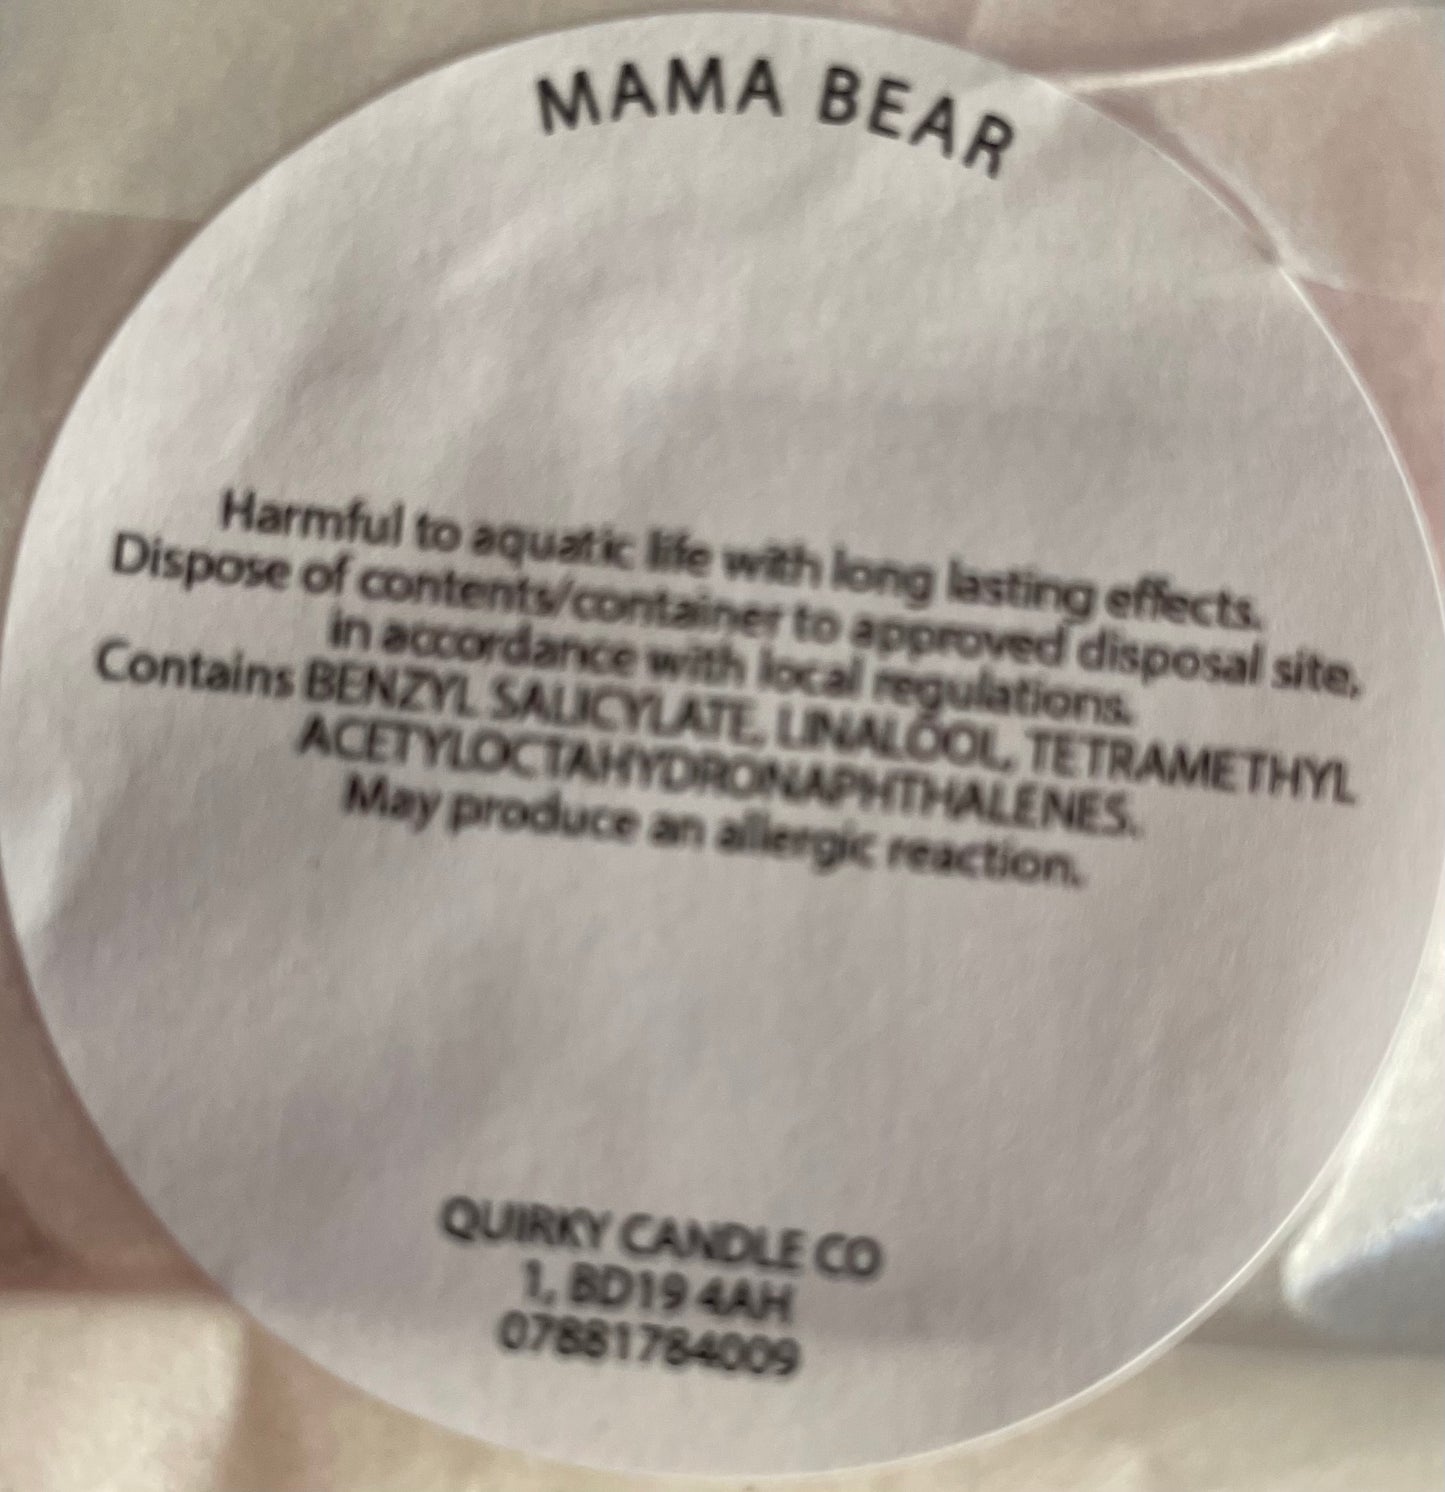 MAMA BEAR
Harmful to aquatic life with long lasting effects.
Dispose of contents/container to approved disposal site,
in accordance with local regulations.
Contains BENZYL SALICYLATE, LINALOOL, TETRAMETHYL
ACETYLOCTAHYDRONAPHTHALENES.
May produce an allergic reaction.
QUIRKY CANDLE CO
1, BD19 4AH
07881784009